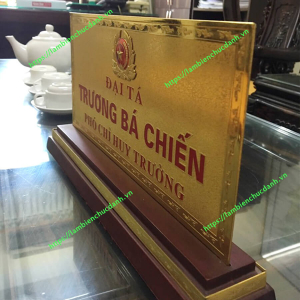 ĐẠI TÁ
TRƯƠNG BÁ CHIẾN
PHÓ CHỈ HUY TRƯỞNG
https://lambienchucdanh.vn
https://lambienchucdanh.vn
https://lambienchucdanh.vn
https://lambienchucdanh.vn